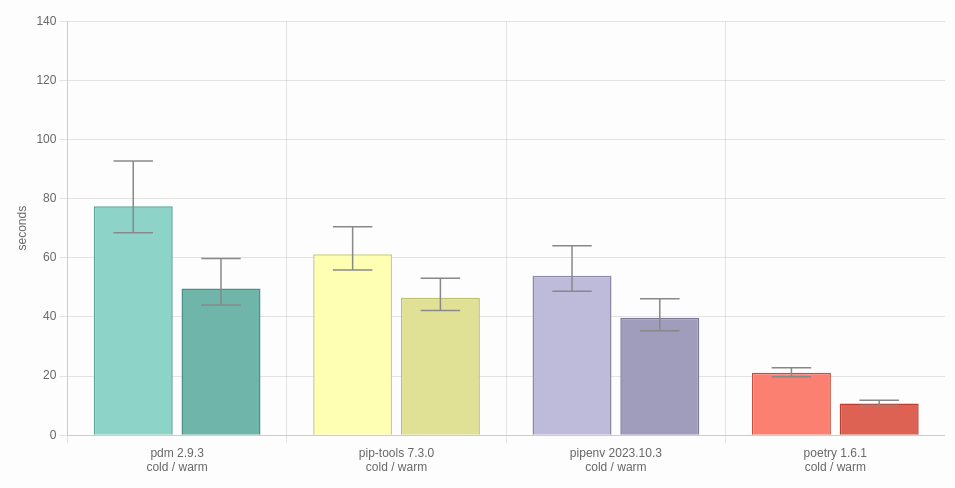 140
120
100
80
60
40
20
0
seconds
pdm 2.9.3
cold / warm
pip-tools 7.3.0
cold / warm
pipenv 2023.10.3
cold / warm
poetry 1.6.1
cold / warm